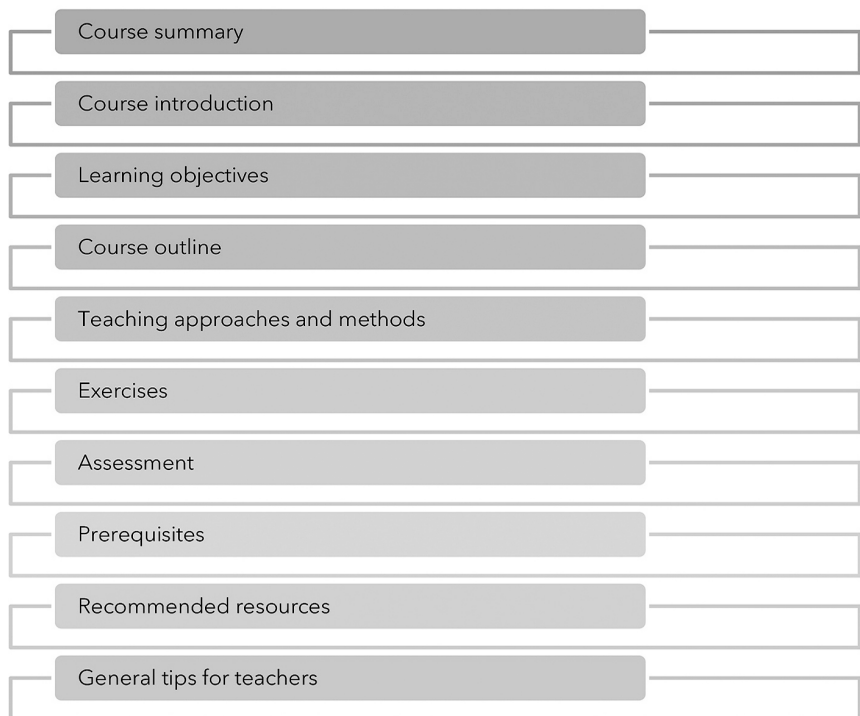 Course summary
Course introduction
Learning objectives
Course outline
Teaching approaches and methods
Exercises
Assessment
Prerequisites
Recommended resources
General tips for teachers